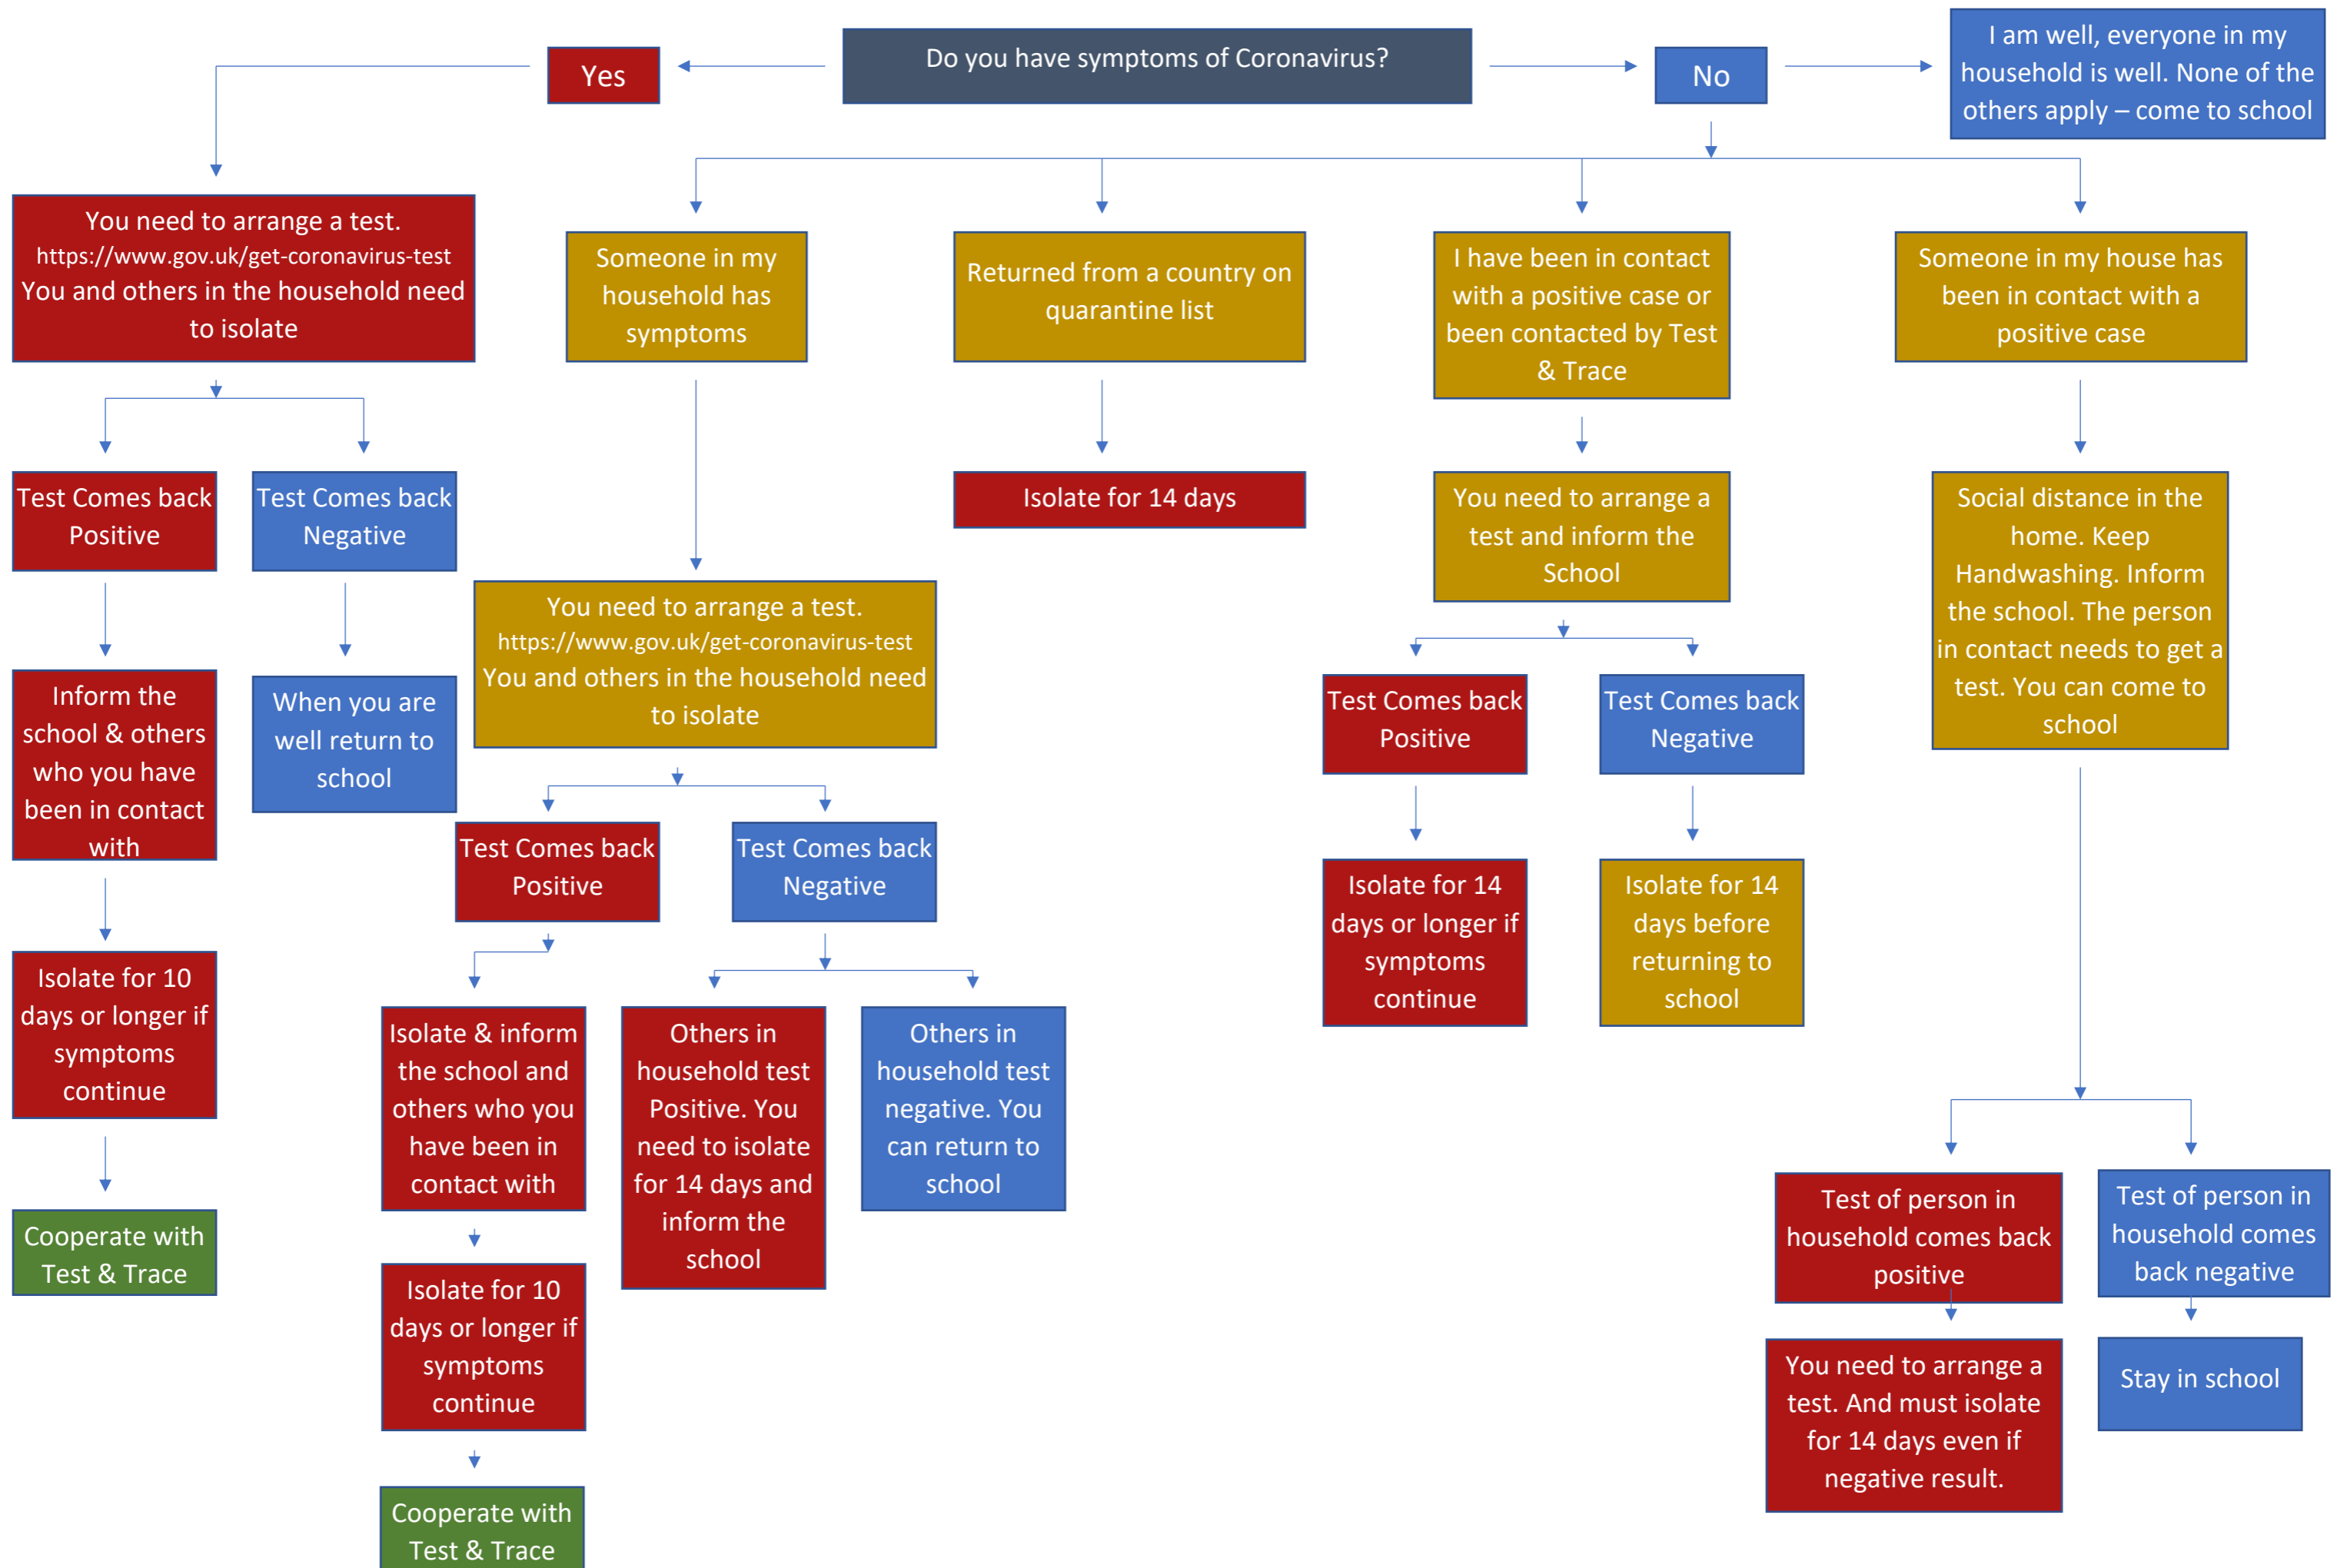 Do you have symptoms of Coronavirus?
Yes
No
I am well, everyone in my
household is well. None of the
others apply – come to school
You need to arrange a test.
https://www.gov.uk/get-coronavirus-test
You and others in the household need
to isolate
Test Comes back
Positive
Test Comes back
Negative
Inform the
school & others
who you have
been in contact
with
When you are
well return to
school
Isolate for 10
days or longer if
symptoms
continue
Cooperate with
Test & Trace
Someone in my
household has
symptoms
You need to arrange a test.
https://www.gov.uk/get-coronavirus-test
You and others in the household need
to isolate
Test Comes back
Positive
Test Comes back
Negative
Isolate & inform
the school and
others who you
have been in
contact with
Others in
household test
Positive. You
need to isolate
for 14 days and
inform the
school
Others in
household test
negative. You
can return to
school
Isolate for 10
days or longer if
symptoms
continue
Cooperate with
Test & Trace
Returned from a country on
quarantine list
Isolate for 14 days
I have been in contact
with a positive case or
been contacted by Test
& Trace
You need to arrange a
test and inform the
School
Test Comes back
Positive
Test Comes back
Negative
Isolate for 14
days or longer if
symptoms
continue
Isolate for 14
days before
returning to
school
Someone in my house has
been in contact with a
positive case
Social distance in the
home. Keep
Handwashing. Inform
the school. The person
in contact needs to get a
test. You can come to
school
Test of person in
household comes back
positive
Test of person in
household comes
back negative
You need to arrange a
test. And must isolate
for 14 days even if
negative result.
Stay in school